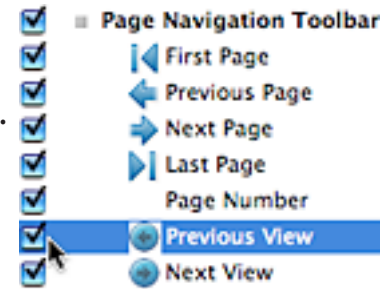 Page Navigation Toolbar
First Page
Previous Page
Next Page
Last Page
Page Number
Previous View
Next View